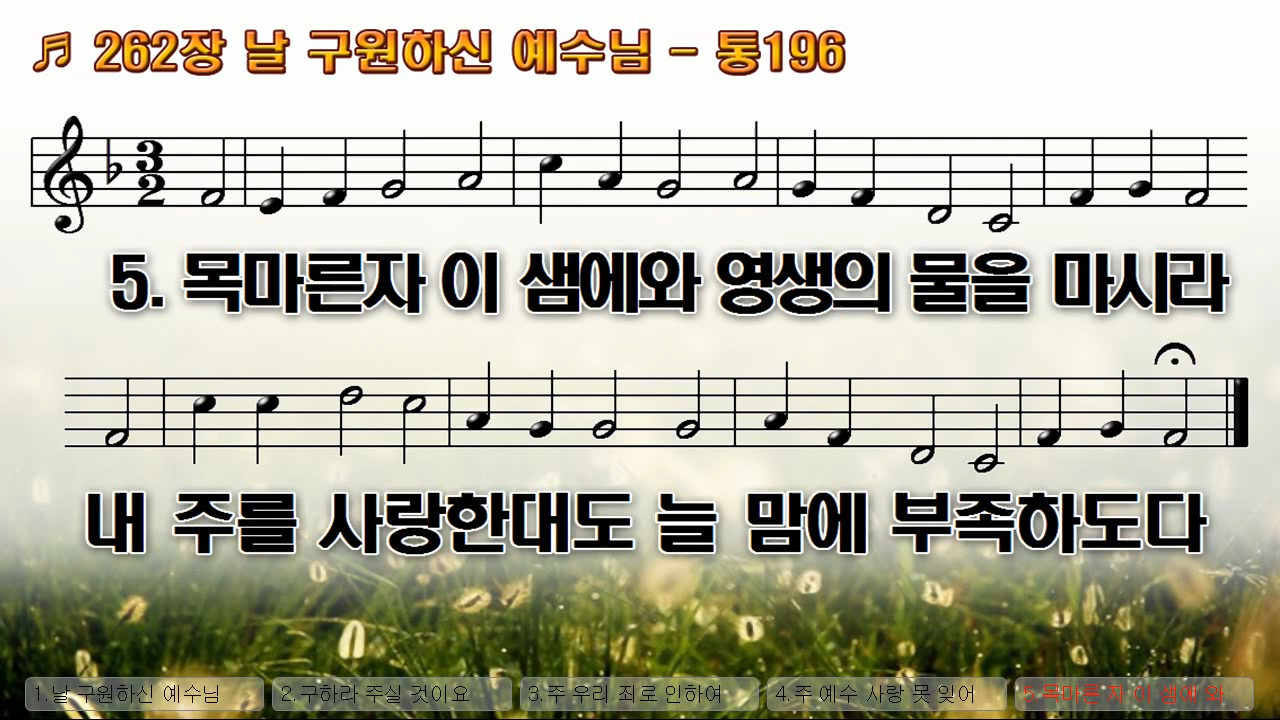 ♬ 262장 날 구원하신 예수님 - 통196
3
2
5. 목마른자 이 샘에와 영생의 물을 마시라
내 주를 사랑한대도 늘 맘에 부족하도다
1.날 구원하신 예수님 2.구하라 주실 것이요 3.주 우리 죄로 인하여 4.주 예수 사랑 못 잊어 5.목마른 자 이 샘에 와